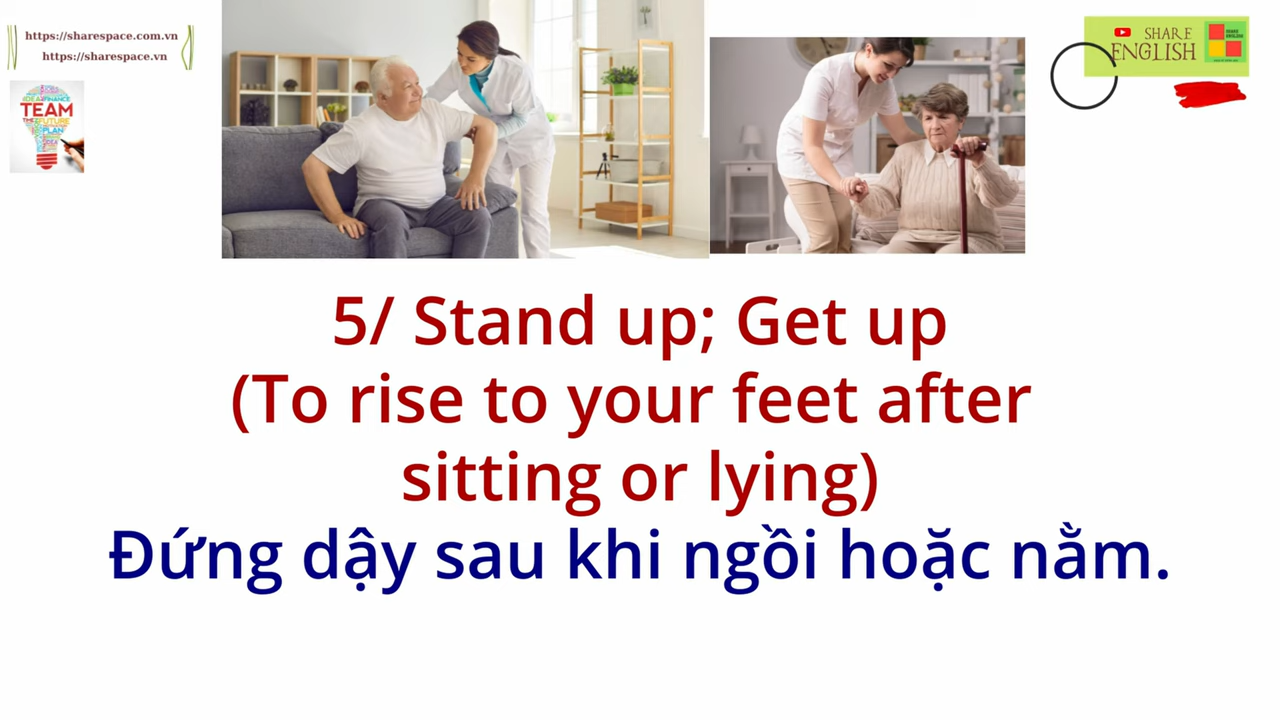 https://sharespace.com.vn
https://sharespace.vn
SHARE
ENGLISH
TEAM
PLAN
5/ Stand up; Get up
(To rise to your feet after
sitting or lying)
Đứng dậy sau khi ngồi hoặc nằm.